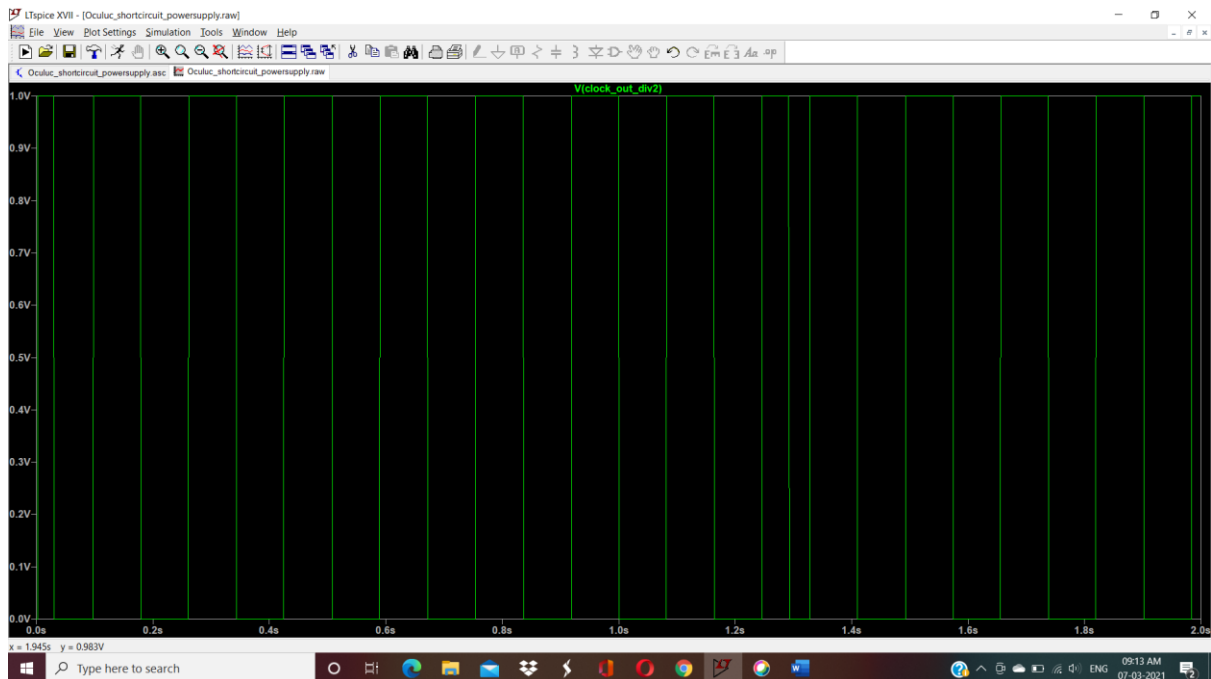 LTspice XVII - [Oculuc_shortcircuit_powersupply.raw]
File View Plot Settings Simulation Tools Window Help
Oculuc_shortcircuit_powersupply.asc Oculuc_shortcircuit_powersupply.raw
V(clock_out_div2)
1.0V
0.9V
0.8V
0.7V
0.6V
0.5V
0.4V
0.3V
0.2V
0.1V
0.0V
0.0s 0.2s 0.4s 0.6s 0.8s 1.0s 1.2s 1.4s 1.6s 1.8s 2.0s
x = 1.945s y = 0.983V
Type here to search
ENG
09:13 AM
07-03-2021
2